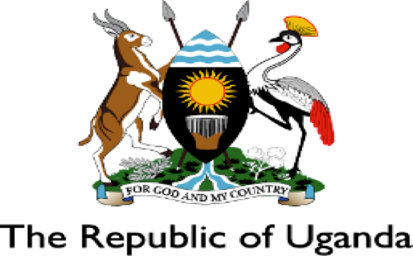 FOR GOD AND MY COUNTRY
The Republic of Uganda